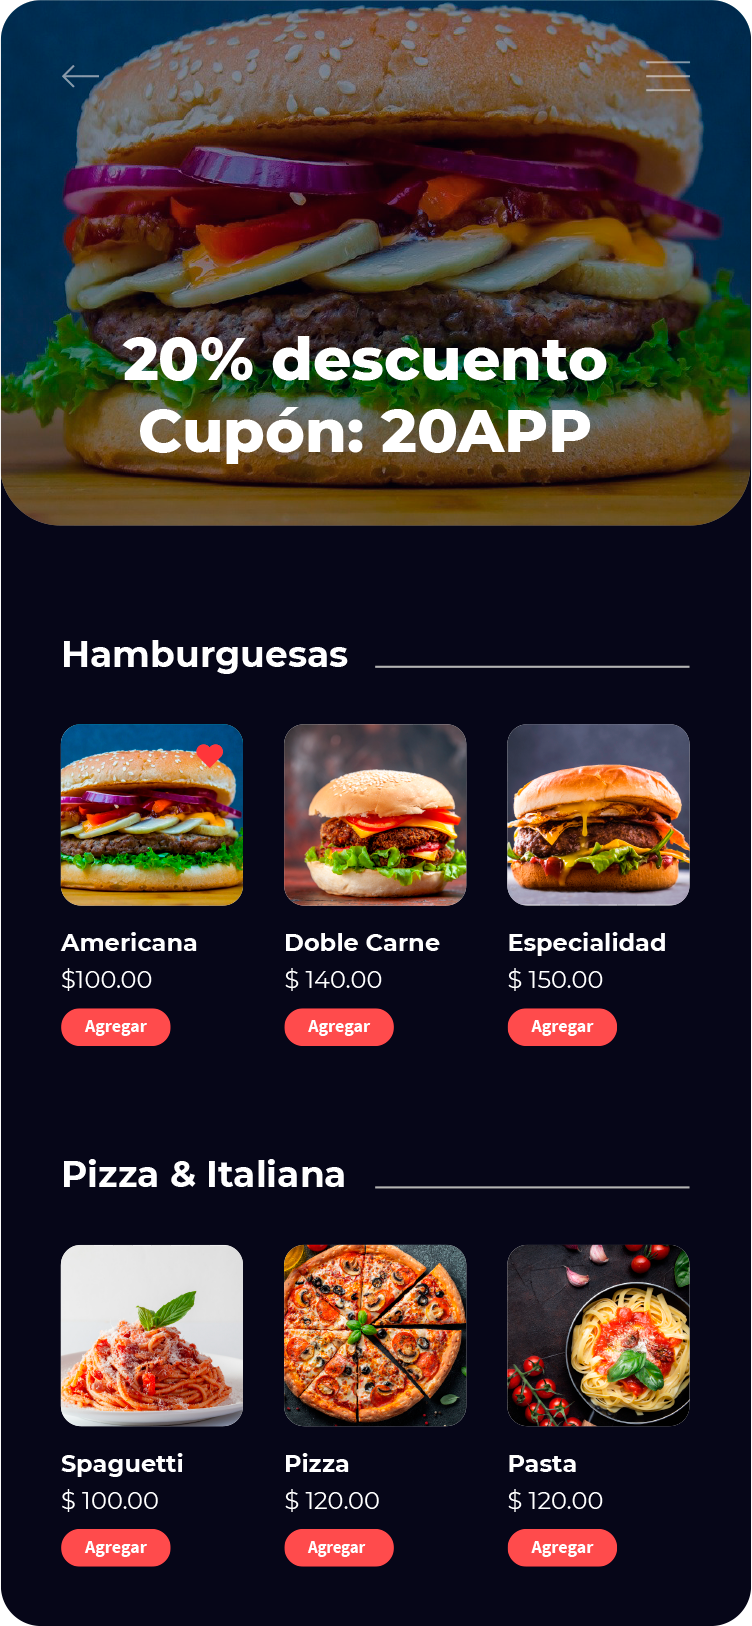 20% descuento
Cupón: 20APP
Hamburguesas
Americana
$100.00
Agregar
Doble Carne
$ 140.00
Agregar
Especialidad
$ 150.00
Agregar
Pizza & Italiana
Spaguetti
$ 100.00
Agregar
Pizza
$ 120.00
Agregar
Pasta
$ 120.00
Agregar